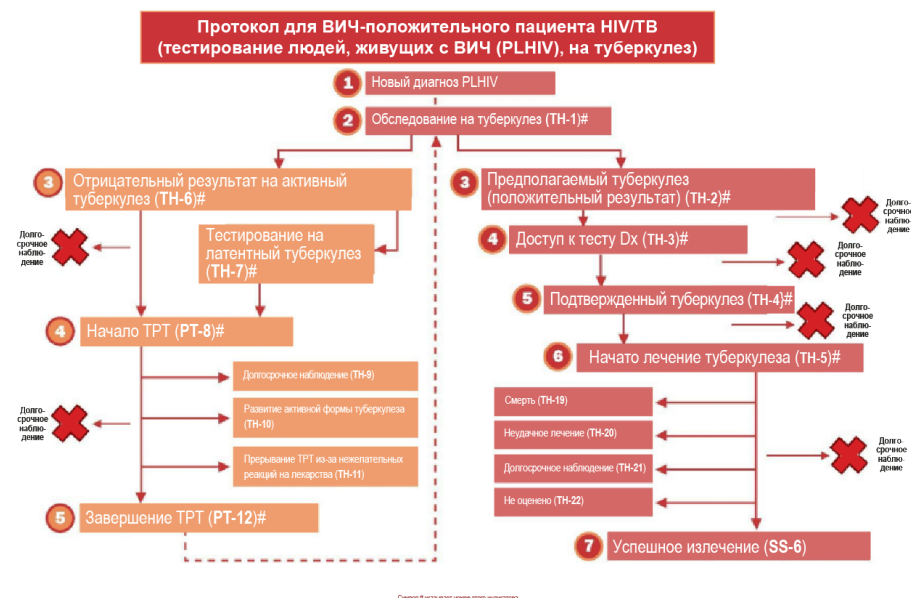 Протокол для ВИЧ-положительного пациента HIV/TB
(тестирование людей, живущих с ВИЧ (PLHIV), на туберкулез)
1 Новый диагноз PLHIV
2 Обследование на туберкулез (TH-1)#
3 Отрицательный результат на активный
туберкулез (TH-6)#
Тестирование на
латентный туберкулез
(TH-7)#
Долго-
срочное
наблю-
дение
4 Начало ТРТ (PT-8)#
Долгосрочное наблюдение (TH-9)
Развитие активной формы туберкулеза
(TH-10)
Прерывание ТРТ из-за нежелательных
реакций на лекарства (TH-11)
Долго-
срочное
наблю-
дение
5 Завершение ТРТ (PT-12)#
3 Предполагаемый туберкулез
(положительный результат) (TH-2)#
Долго-
срочное
наблю-
дение
4 Доступ к тесту Dx (TH-3)#
Долго-
срочное
наблю-
дение
5 Подтвержденный туберкулез (TH-4}#
Долго-
срочное
наблю-
дение
6 Начато лечение туберкулеза (TH-5)#
Смерть (TH-19)
Неудачное лечение (TH-20)
Долгосрочное наблюдение (TH-21)
Не оценено (TH-22)
Долго-
срочное
наблю-
дение
7 Успешное излечение (SS-6)
Символ # указывает